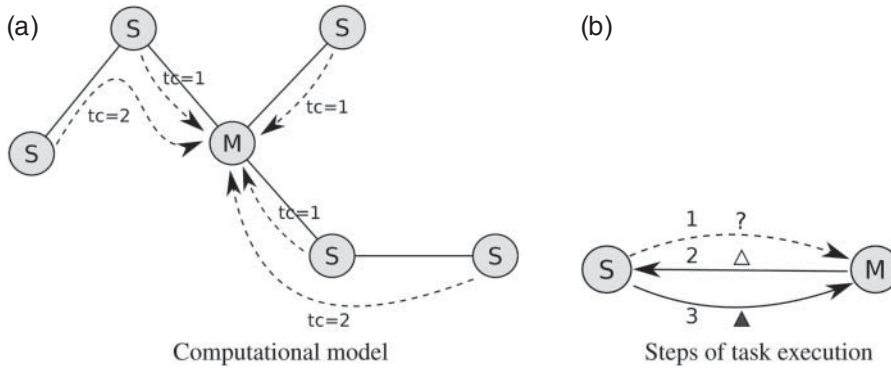 (a)
(b)
S
S
tc=1
tc=1
tc=2
M
S
tc=1
S
S
tc=2
1 ?
S
2 △
M
3 ▲
Computational model
Steps of task execution